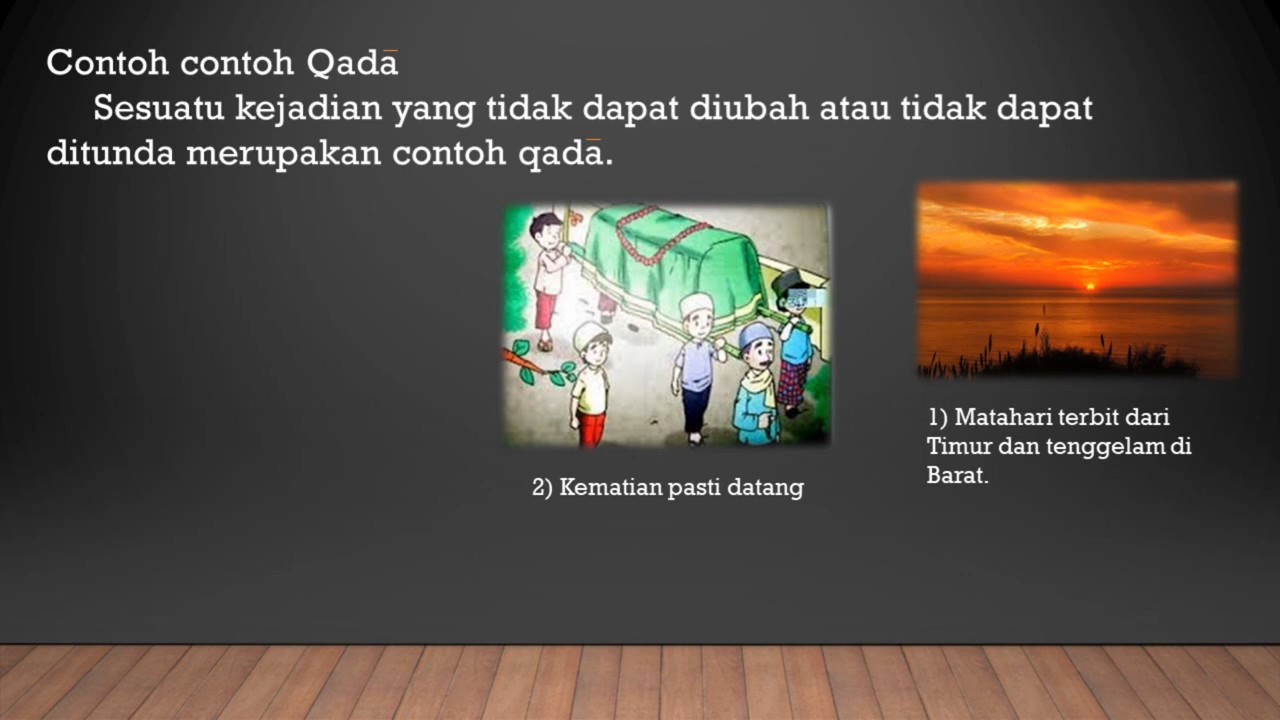 Contoh contoh Qadā
Sesuatu kejadian yang tidak dapat diubah atau tidak dapat
ditunda merupakan contoh qadā.
1) Matahari terbit dari
Timur dan tenggelam di
Barat.
2) Kematian pasti datang